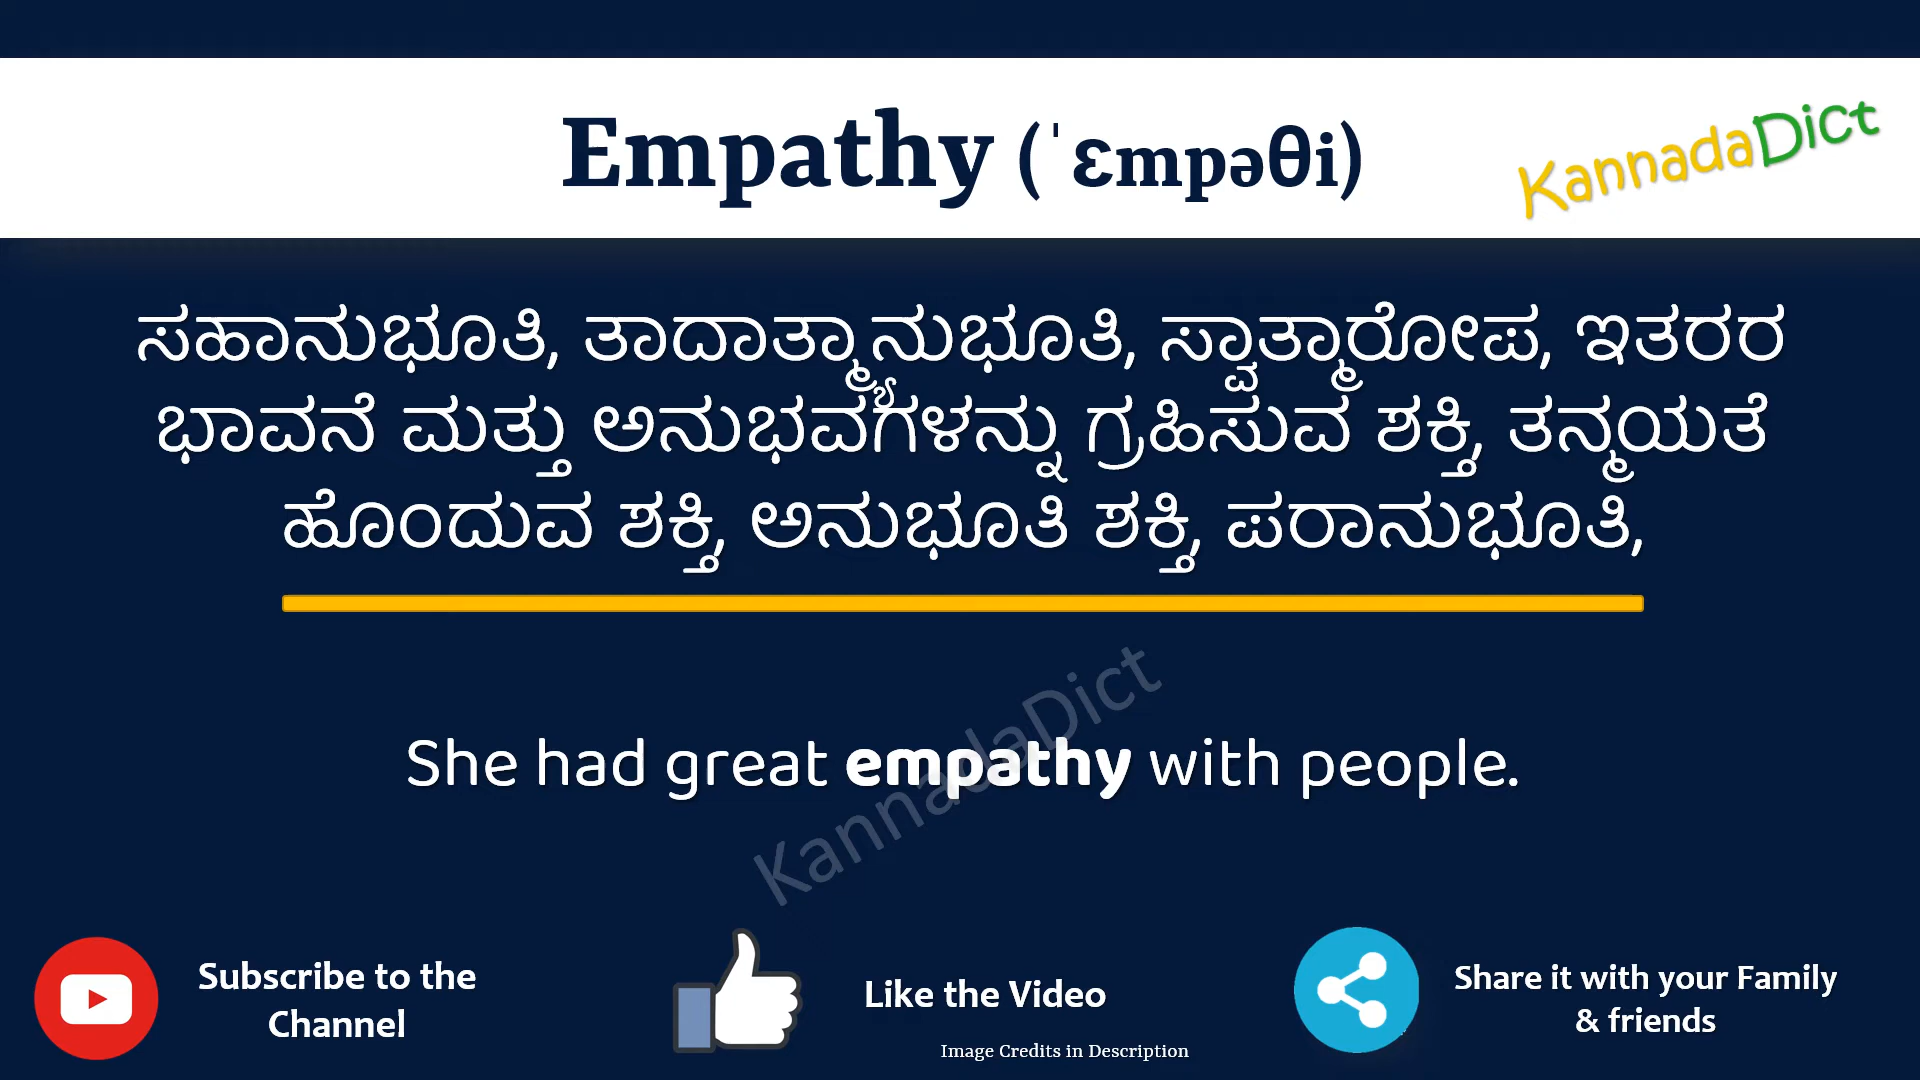 Empathy (ˈɛmpəθi)
KannadaDict
ಸಹಾನುಭೂತಿ, ತಾದಾತ್ಮ್ಯಾನುಭೂತಿ, ಸ್ವಾತ್ಮಾರೋಪ, ಇತರರ
ಭಾವನೆ ಮತ್ತು ಅನುಭವಗಳನ್ನು ಗ್ರಹಿಸುವ ಶಕ್ತಿ, ತನ್ಮಯತೆ
ಹೊಂದುವ ಶಕ್ತಿ, ಅನುಭೂತಿ ಶಕ್ತಿ, ಪರಾನುಭೂತಿ,
She had great empathy with people.
KannadaDict
Subscribe to the
Channel
Like the Video
Share it with your Family
& friends
Image Credits in Description